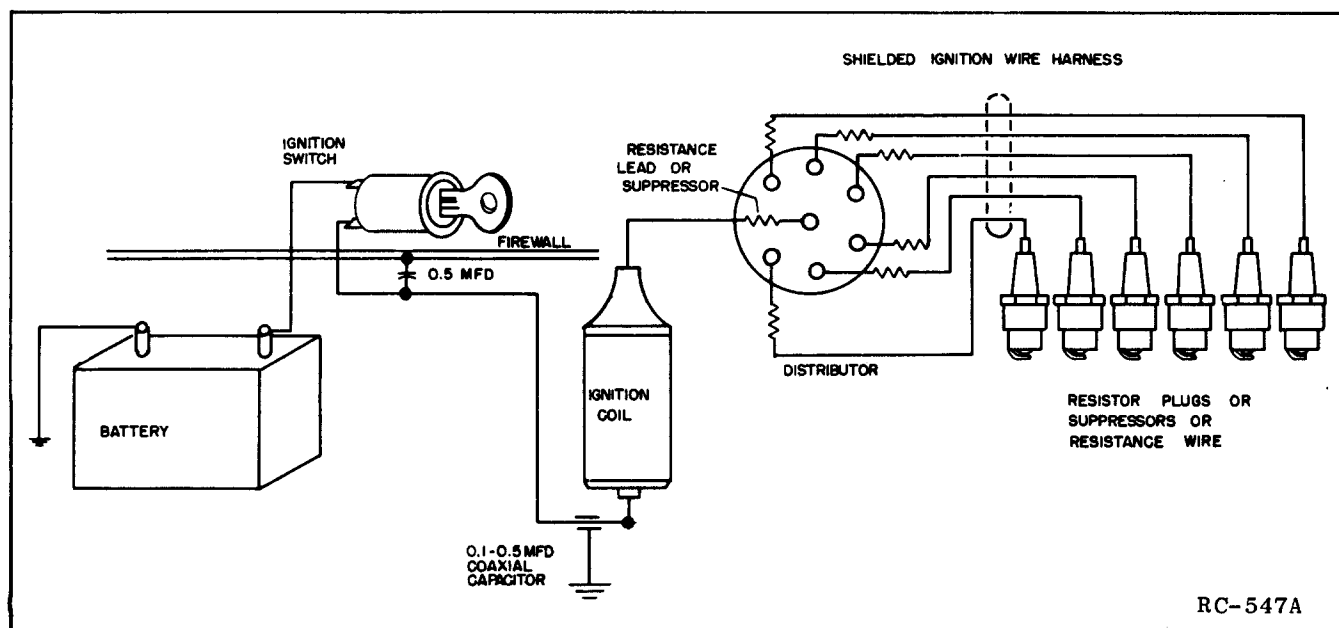 SHIELDED IGNITION WIRE HARNESS
IGNITION
SWITCH
RESISTANCE
LEAD OR
SUPPRESSOR
FIREWALL
0.5 MFD
BATTERY
IGNITION
COIL
DISTRIBUTOR
RESISTOR PLUGS OR
SUPPRESSORS OR
RESISTANCE WIRE
0.1-0.5 MFD
COAXIAL
CAPACITOR
RC-547A